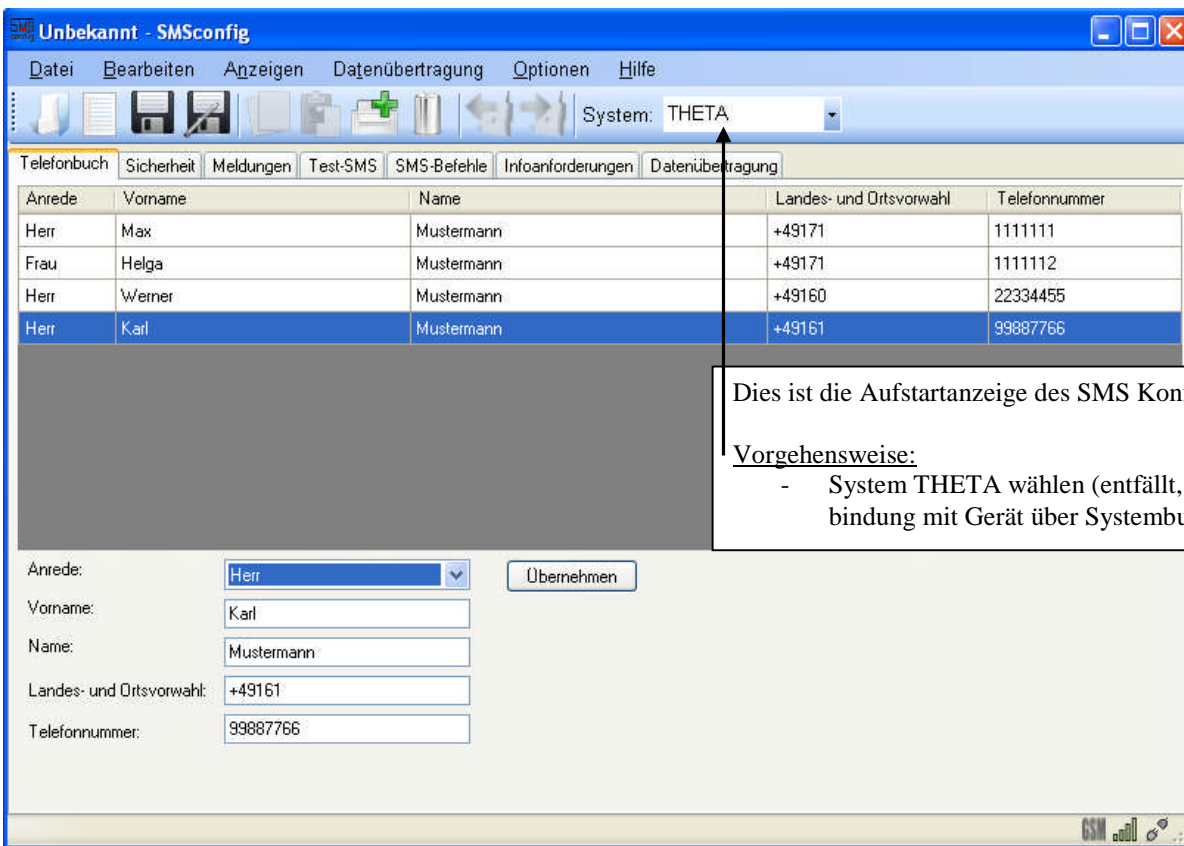 Unbekannt - SMSconfig
Datei Bearbeiten Anzeigen Datenübertragung Optionen Hilfe
System: THETA
Telefonbuch Sicherheit Meldungen Test-SMS SMS-Befehle Infoanforderungen Datenübertragung
Anrede Vorname Name Landes- und Ortsvorwahl Telefonnummer
Herr Max Mustermann +49171 1111111
Frau Helga Mustermann +49171 1111112
Herr Werner Mustermann +49160 22334455
Herr Karl Mustermann +49161 99887766
Dies ist die Aufstartanzeige des SMS Kon
Vorgehensweise:
- System THETA wählen (entfällt,
bindung mit Gerät über Systembu
Anrede: Herr Übernehmen
Vorname: Karl
Name: Mustermann
Landes- und Ortsvorwahl: +49161
Telefonnummer: 99887766
GSM